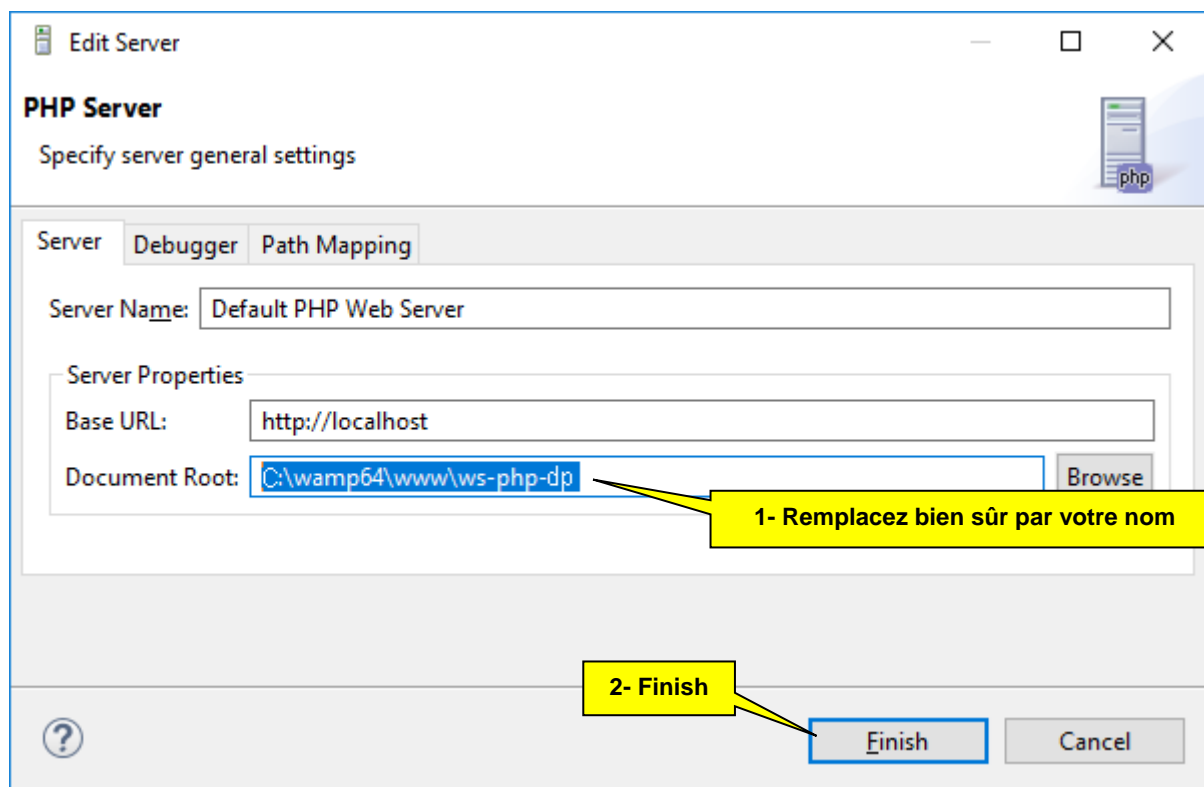 Edit Server
PHP Server
Specify server general settings
php
Server Debugger Path Mapping
Server Name: Default PHP Web Server
Server Properties
Base URL: http://localhost
Document Root: C:\wamp64\www\ws-php-dp Browse
1- Remplacez bien sûr par votre nom
2- Finish
? Finish Cancel